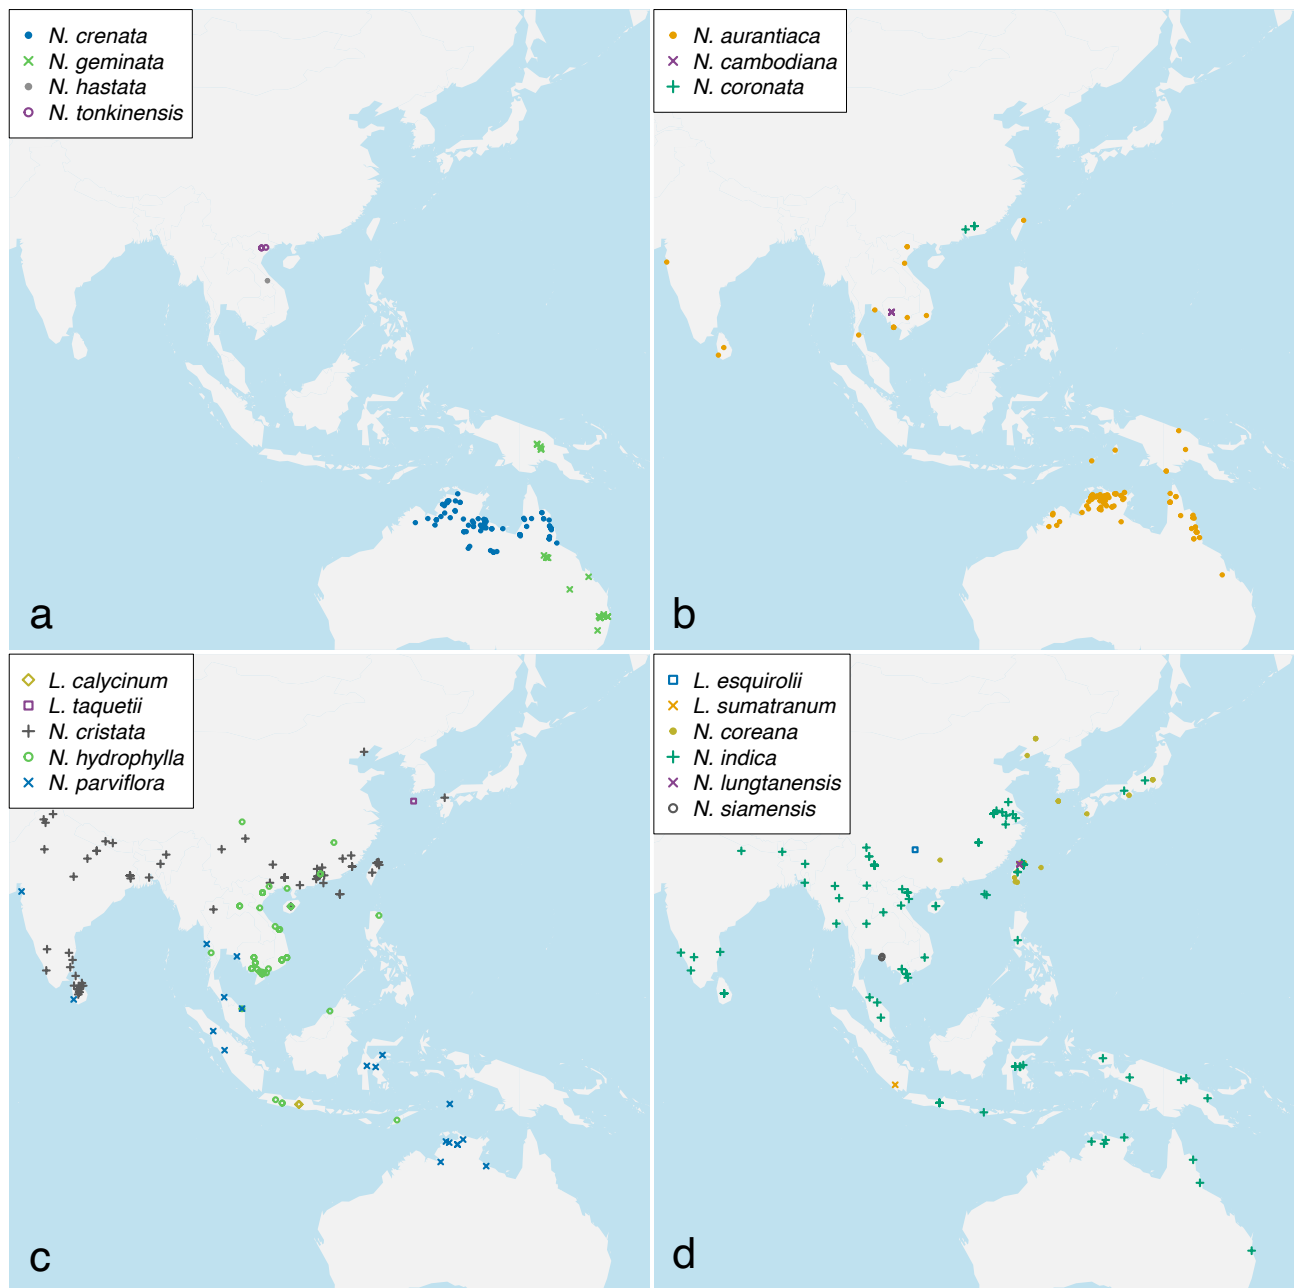 N. crenata
N. geminata
N. hastata
N. tonkinensis
a
N. aurantiaca
N. cambodiana
N. coronata
b
L. calycinum
L. taquetii
N. cristata
N. hydrophylla
N. parviflora
c
L. esquirolii
L. sumatranum
N. coreana
N. indica
N. lungtanensis
N. siamensis
d